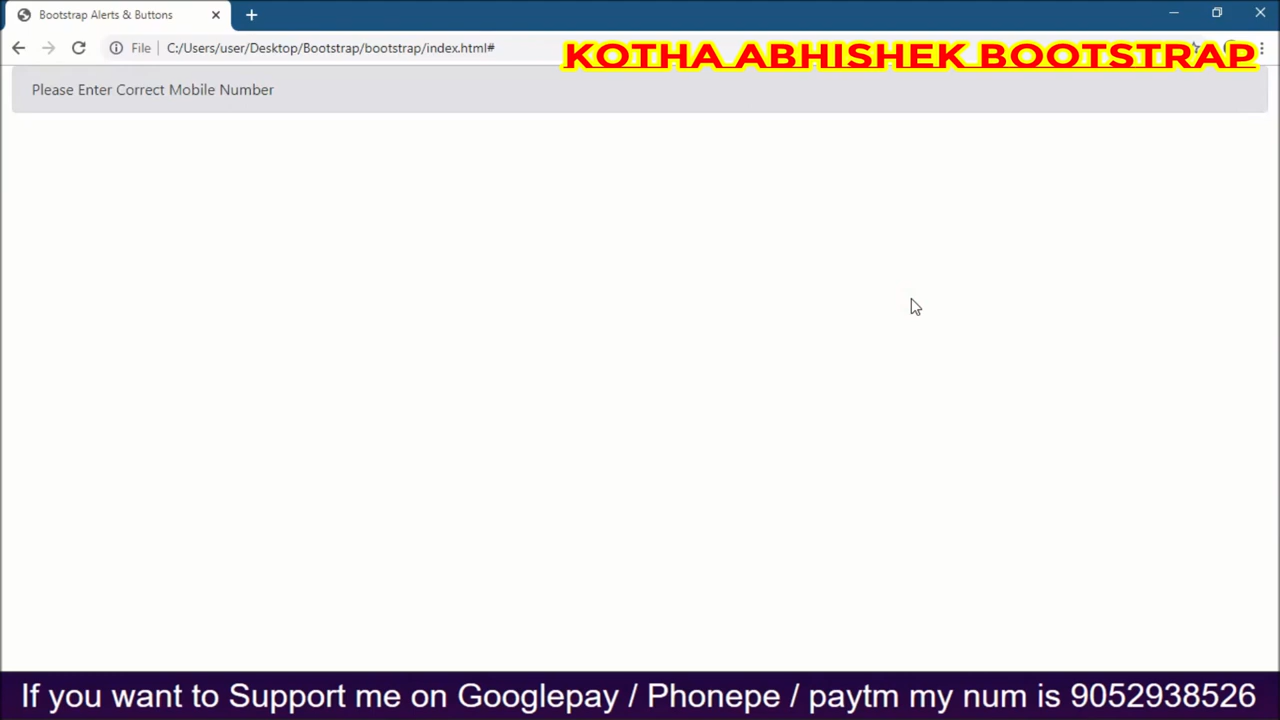 Bootstrap Alerts & Buttons
File C:/Users/user/Desktop/Bootstrap/bootstrap/index.html#
KOTHA ABHISHEK BOOTSTRAP
Please Enter Correct Mobile Number
If you want to Support me on Googlepay / Phonepe / paytm my num is 9052938526